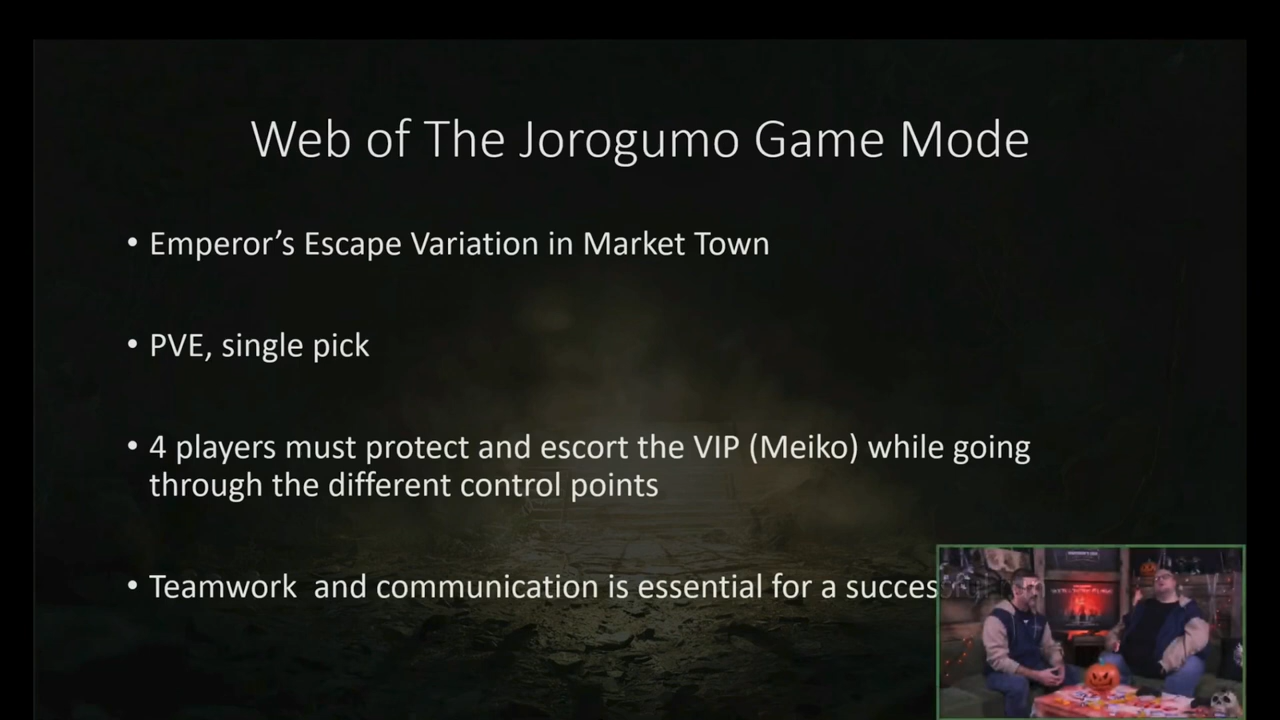 Web of The Jorogumo Game Mode
• Emperor’s Escape Variation in Market Town
• PVE, single pick
• 4 players must protect and escort the VIP (Meiko) while going
through the different control points
• Teamwork  and communication is essential for a